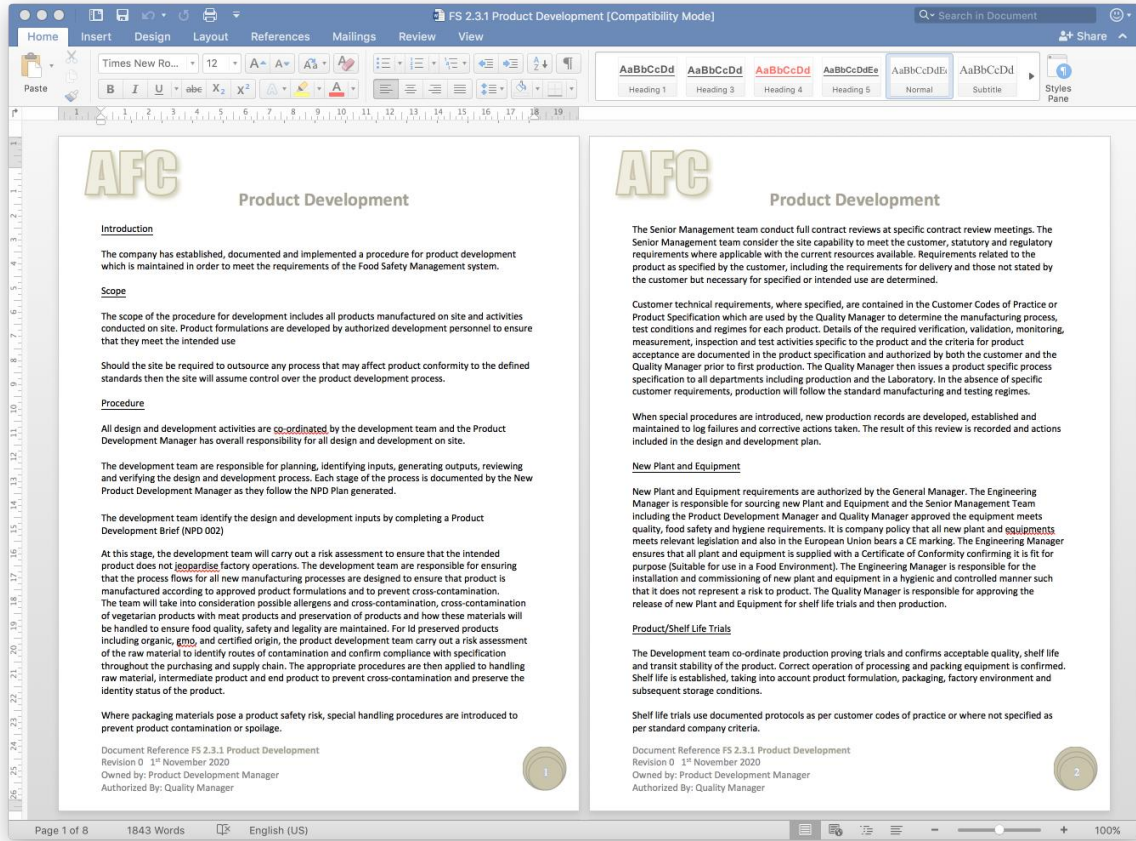 FS 2.3.1 Product Development [Compatibility Mode]
Search in Document
Home Insert Design Layout References Mailings Review View
Share
Paste
Times New Ro... 12
AaBbCcDd AaBbCcDd AaBbCcDd AaBbCcDdEe AaBbCcDdEe AaBbCcDd
Heading 1 Heading 3 Heading 4 Heading 5 Normal Subtitle
Styles Pane
AFC
Product Development
Introduction
The company has established, documented and implemented a procedure for product development
which is maintained in order to meet the requirements of the Food Safety Management system.
Scope
The scope of the procedure for development includes all products manufactured on site and activities
conducted on site. Product formulations are developed by authorized development personnel to ensure
that they meet the intended use
Should the site be required to outsource any process that may affect product conformity to the defined
standards then the site will assume control over the product development process.
Procedure
All design and development activities are co-ordinated by the development team and the Product
Development Manager has overall responsibility for all design and development on site.
The development team are responsible for planning, identifying inputs, generating outputs, reviewing
and verifying the design and development process. Each stage of the process is documented by the New
Product Development Manager as they follow the NPD Plan generated.
The development team identify the design and development inputs by completing a Product
Development Brief (NPD 002)
At this stage, the development team will carry out a risk assessment to ensure that the intended
product does not jeopardise factory operations. The development team are responsible for ensuring
that the process flows for all new manufacturing processes are designed to ensure that product is
manufactured according to approved product formulations and to prevent cross-contamination.
The team will take into consideration possible allergens and cross-contamination, cross-contamination
of vegetarian products with meat products and preservation of products and how these materials will
be handled to ensure food quality, safety and legality are maintained. For Id preserved products
including organic, gmo, and certified origin, the product development team carry out a risk assessment
of the raw material to identify routes of contamination and confirm compliance with specification
throughout the purchasing and supply chain. The appropriate procedures are then applied to handling
raw material, intermediate product and end product to prevent cross-contamination and preserve the
identity status of the product.
Where packaging materials pose a product safety risk, special handling procedures are introduced to
prevent product contamination or spoilage.
Document Reference FS 2.3.1 Product Development
Revision 0 1st November 2020
Owned by: Product Development Manager
Authorized By: Quality Manager
1
AFC
Product Development
The Senior Management team conduct full contract reviews at specific contract review meetings. The
Senior Management team consider the site capability to meet the customer, statutory and regulatory
requirements where applicable with the current resources available. Requirements related to the
product as specified by the customer, including the requirements for delivery and those not stated by
the customer but necessary for specified or intended use are determined.
Customer technical requirements, where specified, are contained in the Customer Codes of Practice or
Product Specification which are used by the Quality Manager to determine the manufacturing process,
test conditions and regimes for each product. Details of the required verification, validation, monitoring,
measurement, inspection and test activities specific to the product and the criteria for product
acceptance are documented in the product specification and authorized by both the customer and the
Quality Manager prior to first production. The Quality Manager then issues a product specific process
specification to all departments including production and the Laboratory. In the absence of specific
customer requirements, production will follow the standard manufacturing and testing regimes.
When special procedures are introduced, new production records are developed, established and
maintained to log failures and corrective actions taken. The result of this review is recorded and actions
included in the design and development plan.
New Plant and Equipment
New Plant and Equipment requirements are authorized by the General Manager. The Engineering
Manager is responsible for sourcing new Plant and Equipment and the Senior Management Team
including the Product Development Manager and Quality Manager approved the equipment meets
quality, food safety and hygiene requirements. It is company policy that all new plant and equipments
meets relevant legislation and also in the European Union bears a CE marking. The Engineering Manager
ensures that all plant and equipment is supplied with a Certificate of Conformity confirming it is fit for
purpose (Suitable for use in a Food Environment). The Engineering Manager is responsible for the
installation and commissioning of new plant and equipment in a hygienic and controlled manner such
that it does not represent a risk to product. The Quality Manager is responsible for approving the
release of new Plant and Equipment for shelf life trials and then production.
Product/Shelf Life Trials
The Development team co-ordinate production proving trials and confirms acceptable quality, shelf life
and transit stability of the product. Correct operation of processing and packing equipment is confirmed.
Shelf life is established, taking into account product formulation, packaging, factory environment and
subsequent storage conditions.
Shelf life trials use documented protocols as per customer codes of practice or where not specified as
per standard company criteria.
Document Reference FS 2.3.1 Product Development
Revision 0 1st November 2020
Owned by: Product Development Manager
Authorized By: Quality Manager
2
Page 1 of 8 1843 Words English (US) 100%